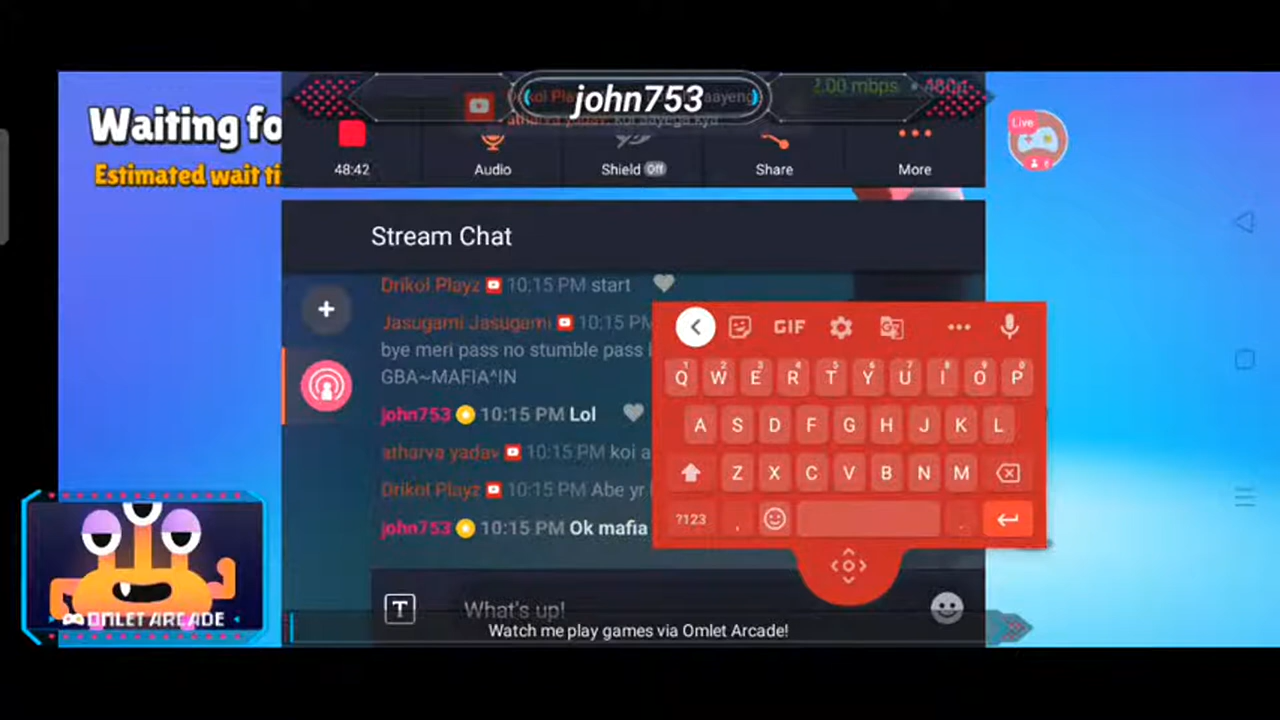 Waiting fo
Estimated wait ti
john753
2.00 mbps • 480p
48:42
Audio
Shield Off
Share
More
Live
Stream Chat
Drikol Playz 10:15 PM start
Jasugami Jasugami 10:15 PM
bye meri pass no stumble pass
GBA~MAFIA^IN
john753 10:15 PM Lol
atharva yadav 10:15 PM koi a
Drikol Playz 10:15 PM Abe yr
john753 10:15 PM Ok mafia
GIF
Q W E R T Y U I O P
A S D F G H J K L
Z X C V B N M
?123 , .
T What's up!
OMLET ARCADE
Watch me play games via Omlet Arcade!